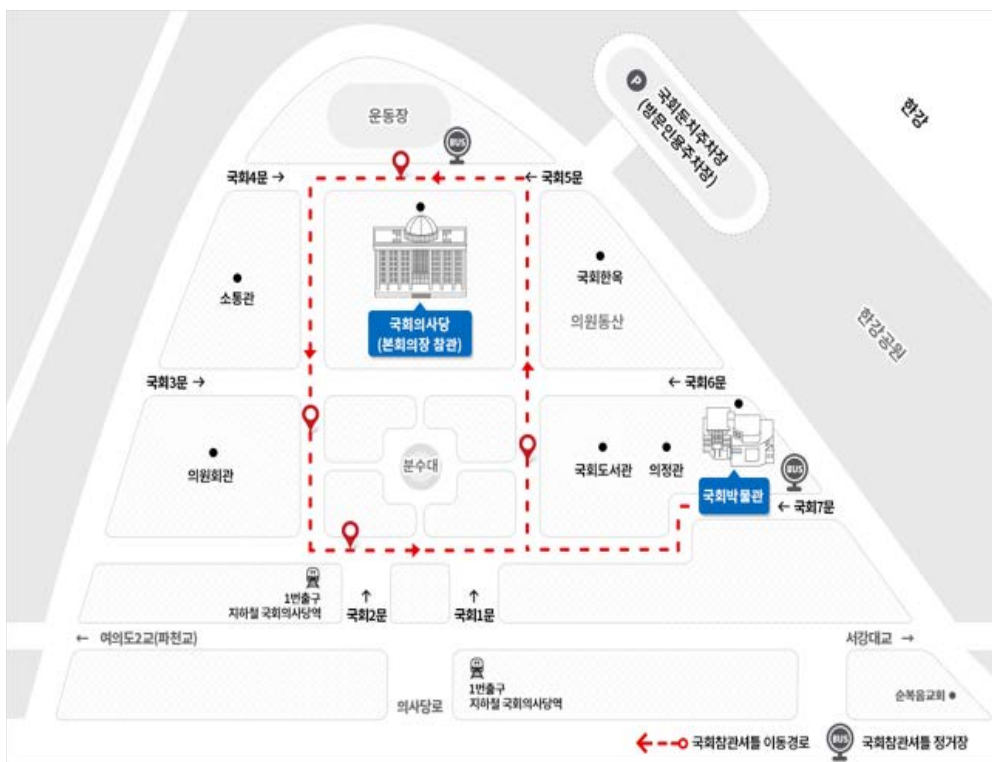 운동장
BUS
P
국회둔치주차장
(방문인용주차장)
한강
국회4문 →
← 국회5문
소통관
국회의사당
(본회의장 참관)
국회한옥
의원동산
한강공원
국회3문 →
← 국회6문
의원회관
분수대
국회도서관
의정관
BUS
국회박물관
← 국회7문
1번출구
지하철 국회의사당역
↑
국회2문
↑
국회1문
← 여의도2교(파천교)
서강대교 →
1번출구
지하철 국회의사당역
의사당로
순복음교회
국회참관셔틀 이동경로
BUS
국회참관셔틀 정거장